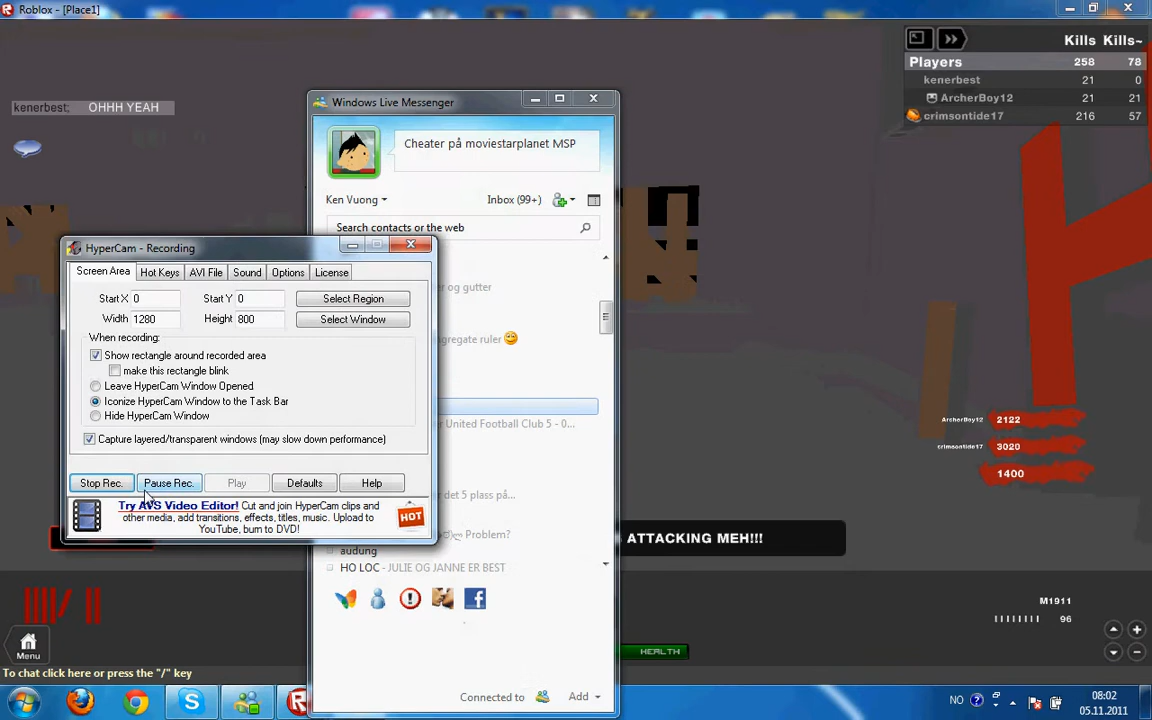 Roblox - [Place1]
Kills Kills~
Players 258 78
kenerbest 21 0
ArcherBoy12 21 21
crimsontide17 216 57
kenerbest; OHHH YEAH
Windows Live Messenger
Cheater på moviestarplanet MSP
Ken Vuong
Inbox (99+)
Search contacts or the web
og gutter
agregate ruler
er United Football Club 5 - 0...
er det 5 plass på...
? Problem?
audung
HO LOC - JULIE OG JANNE ER BEST
Connected to
Add
HyperCam - Recording
Screen Area Hot Keys AVI File Sound Options License
Start X 0 Start Y 0 Select Region
Width 1280 Height 800 Select Window
When recording:
Show rectangle around recorded area
make this rectangle blink
Leave HyperCam Window Opened
Iconize HyperCam Window to the Task Bar
Hide HyperCam Window
Capture layered/transparent windows (may slow down performance)
Stop Rec. Pause Rec. Play Defaults Help
Try AVS Video Editor! Cut and join HyperCam clips and
other media, add transitions, effects, titles, music. Upload to
YouTube, burn to DVD!
HOT
ArcherBoy12 2122
crimsontide17 3020
1400
ATTACKING MEH!!!
M1911
96
HEALTH
Menu
To chat click here or press the "/" key
NO
08:02
05.11.2011